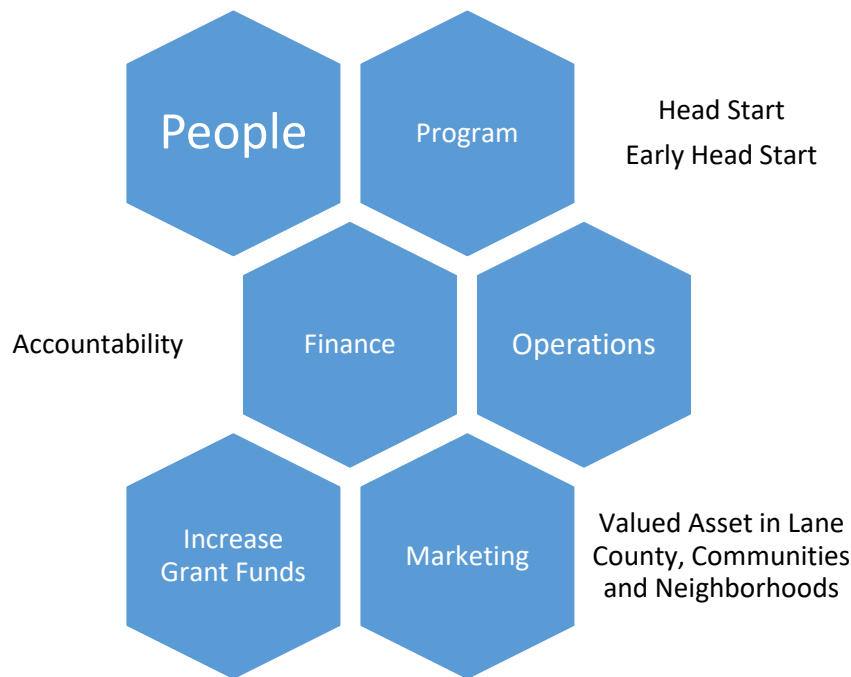 People
Program
Head Start
Early Head Start
Accountability
Finance
Operations
Increase
Grant Funds
Marketing
Valued Asset in Lane
County, Communities
and Neighborhoods